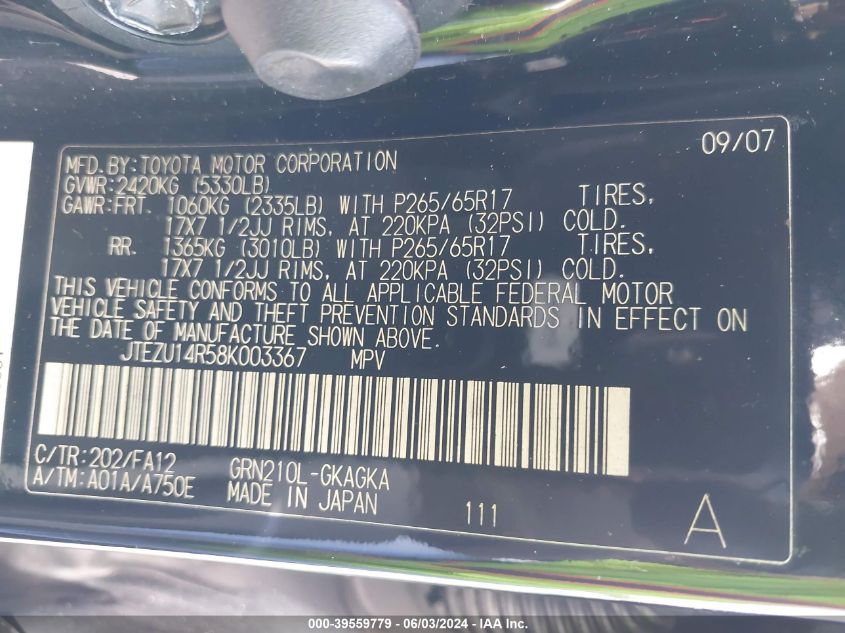 09/07
MFD.BY:TOYOTA MOTOR CORPORATION
GVWR:2420KG (5330LB)
GAWR:FRT. 1060KG (2335LB) WITH P265/65R17 TIRES,
17X7 1/2JJ RIMS, AT 220KPA (32PSI) COLD.
RR. 1365KG (3010LB) WITH P265/65R17 TIRES,
17X7 1/2JJ RIMS, AT 220KPA (32PSI) COLD.
THIS VEHICLE CONFORMS TO ALL APPLICABLE FEDERAL MOTOR
VEHICLE SAFETY AND THEFT PREVENTION STANDARDS IN EFFECT ON
THE DATE OF MANUFACTURE SHOWN ABOVE.
JTEZU14R58K003367 MPV
C/TR:202/FA12 GRN210L-GKAGKA
A/TM:A01A/A750E MADE IN JAPAN 111 A
000-39559779 - 06/03/2024 - IAA Inc.